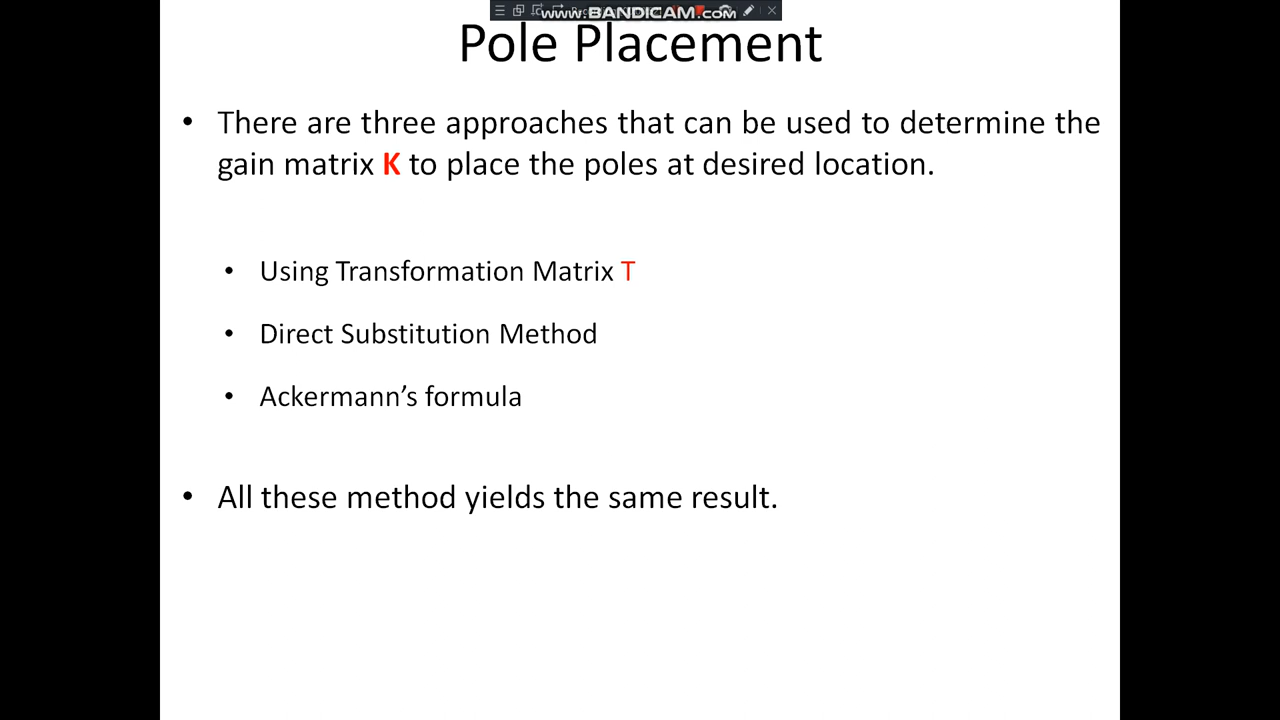 www.BANDICAM.com
Pole Placement
• There are three approaches that can be used to determine the
gain matrix K to place the poles at desired location.
• Using Transformation Matrix T
• Direct Substitution Method
• Ackermann’s formula
• All these method yields the same result.